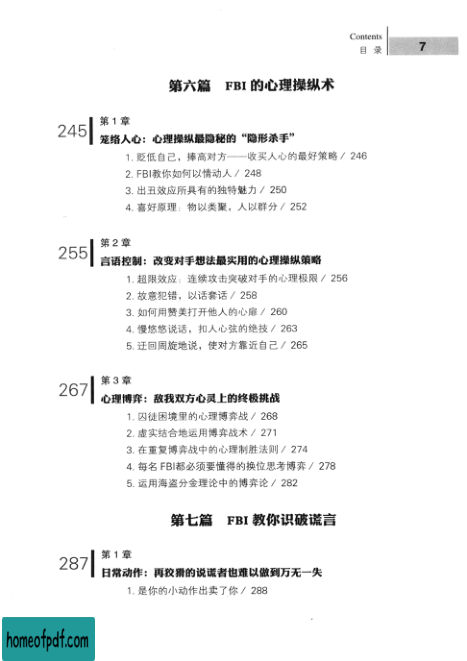 Contents
目 录 7
第六篇 FBI 的心理操纵术
第 1 章
245 笼络人心：心理操纵最隐秘的“隐形杀手”
1. 贬低自己，捧高对方——收买人心的最好策略 / 246
2. FBI教你如何以情动人 / 248
3. 出丑效应所具有的独特魅力 / 250
4. 喜好原理：物以类聚，人以群分 / 252
第 2 章
255 言语控制：改变对手想法最实用的心理操纵策略
1. 超限效应：连续攻击突破对手的心理极限 / 256
2. 故意犯错，以话套话 / 258
3. 如何用赞美打开他人的心扉 / 260
4. 慢悠悠说话，扣人心弦的绝技 / 263
5. 迂回周旋地说，使对方靠近自己 / 265
第 3 章
267 心理博弈：敌我双方心灵上的终极挑战
1. 囚徒困境里的心理博弈战 / 268
2. 虚实结合地运用博弈战术 / 271
3. 在重复博弈战中的心理制胜法则 / 274
4. 每名 FBI都必须要懂得的换位思考博弈 / 278
5. 运用海盗分金理论中的博弈论 / 282
第七篇 FBI 教你识破谎言
第 1 章
287 日常动作：再狡猾的说谎者也难以做到万无一失
1. 是你的小动作出卖了你 / 288
homeofpdf.com